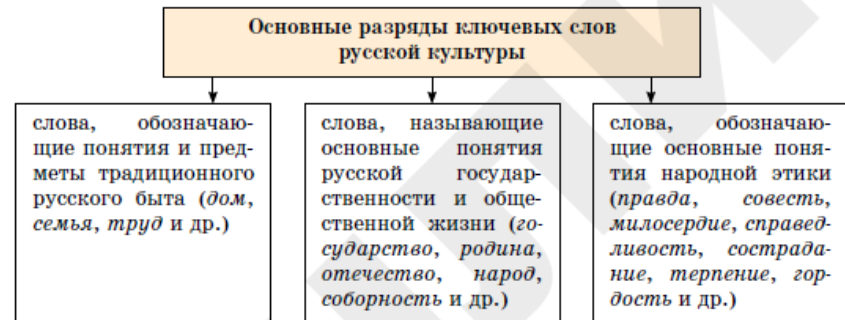 Основные разряды ключевых слов
русской культуры
слова, обозначаю-
щие понятия и пред-
меты традиционного
русского быта (дом,
семья, труд и др.)
слова, называющие
основные понятия
русской государ-
ственности и обще-
ственной жизни (го-
сударство, родина,
отечество, народ,
соборность и др.)
слова, обозначаю-
щие основные поня-
тия народной этики
(правда, совесть,
милосердие, справед-
ливость, сострада-
ние, терпение, гор-
дость и др.)